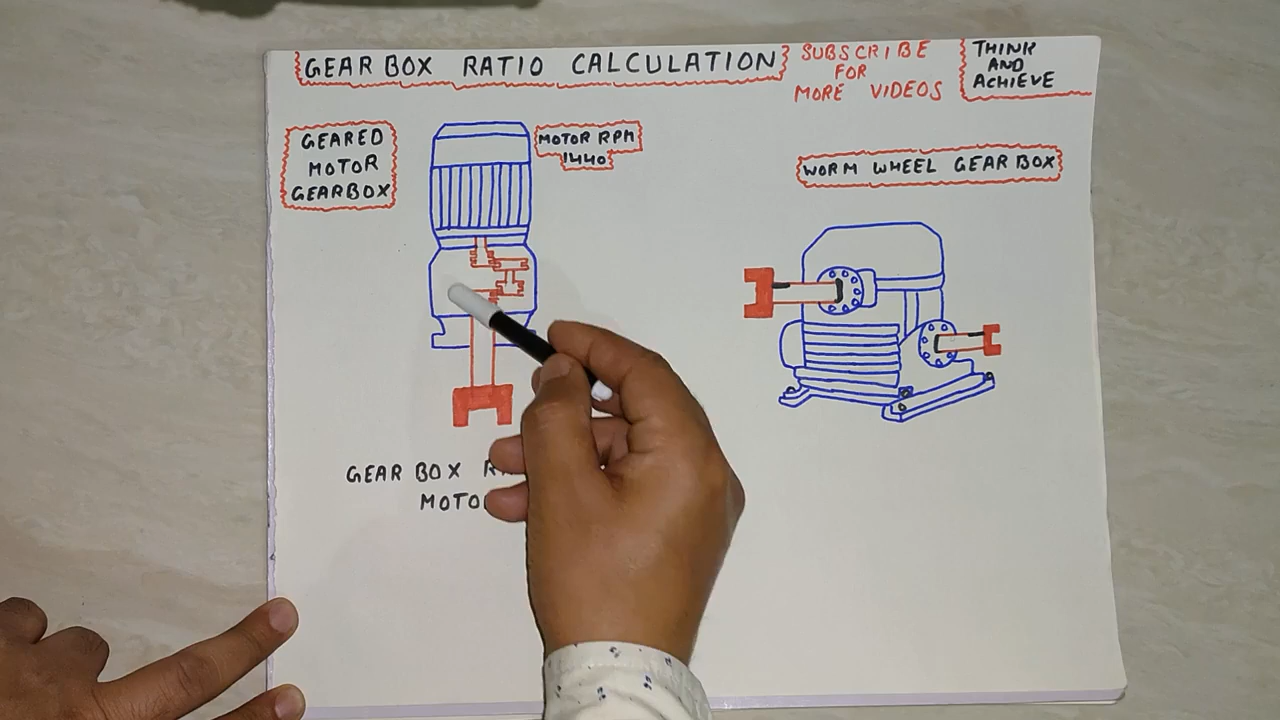 GEAR BOX RATIO CALCULATION
SUBSCRIBE
FOR
MORE VIDEOS
THINK
AND
ACHIEVE
GEARED
MOTOR
GEARBOX
MOTOR RPM
1440
WORM WHEEL GEAR BOX
GEAR BOX